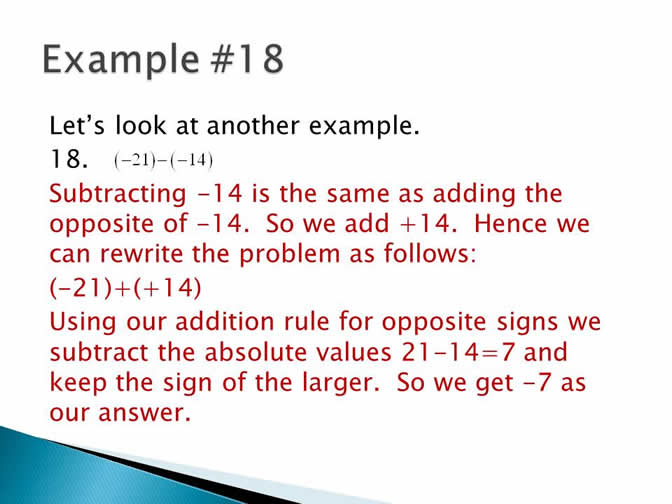 Example #18
Let's look at another example.
18. (−21)−(−14)
Subtracting -14 is the same as adding the
opposite of -14. So we add +14. Hence we
can rewrite the problem as follows:
(-21)+(+14)
Using our addition rule for opposite signs we
subtract the absolute values 21-14=7 and
keep the sign of the larger. So we get -7 as
our answer.